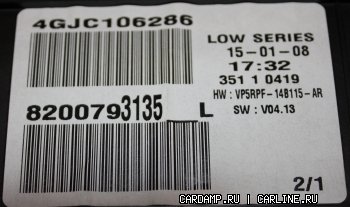 4GJC106286
LOW SERIES
15-01-08
17:32
351 1 0419
HW : VP5RPF-14B115-AR
SW : V04.13
8200793135 L
2/1
CARDAMP.RU | CARLINE.RU